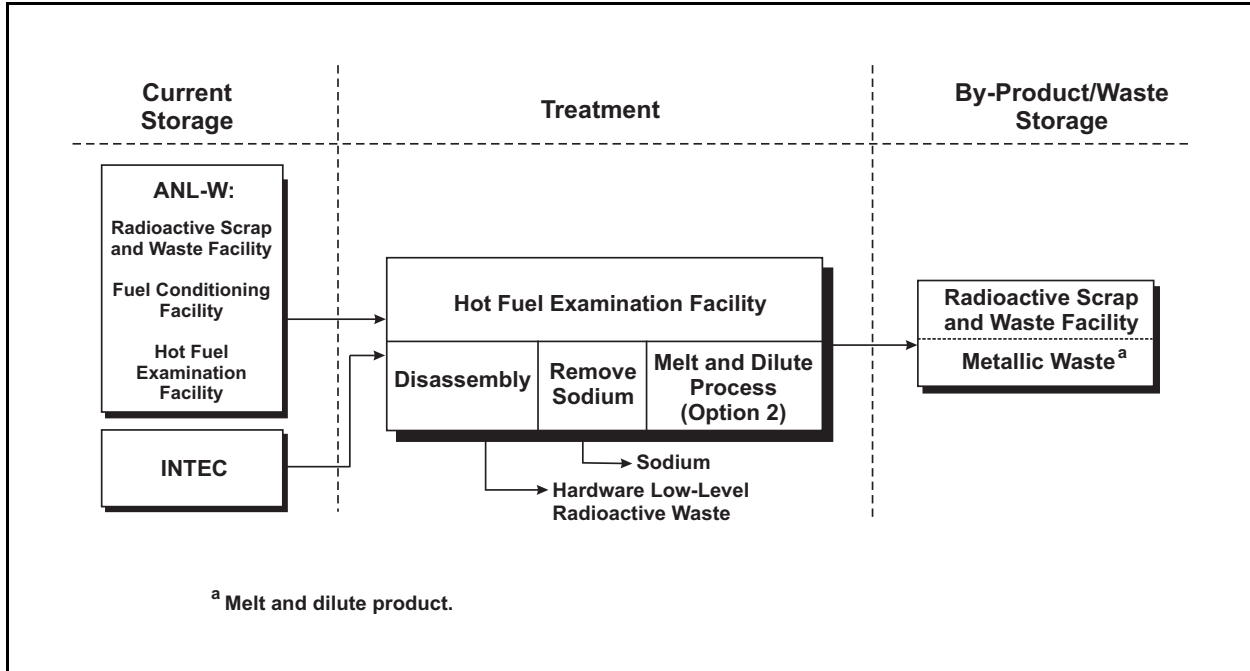 Current
Storage
Treatment
By-Product/Waste
Storage
ANL-W:
Radioactive Scrap
and Waste Facility
Fuel Conditioning
Facility
Hot Fuel
Examination
Facility
INTEC
Hot Fuel Examination Facility
Disassembly
Remove
Sodium
Melt and Dilute
Process
(Option 2)
Sodium
Hardware Low-Level
Radioactive Waste
Radioactive Scrap
and Waste Facility
Metallic Waste a
a Melt and dilute product.